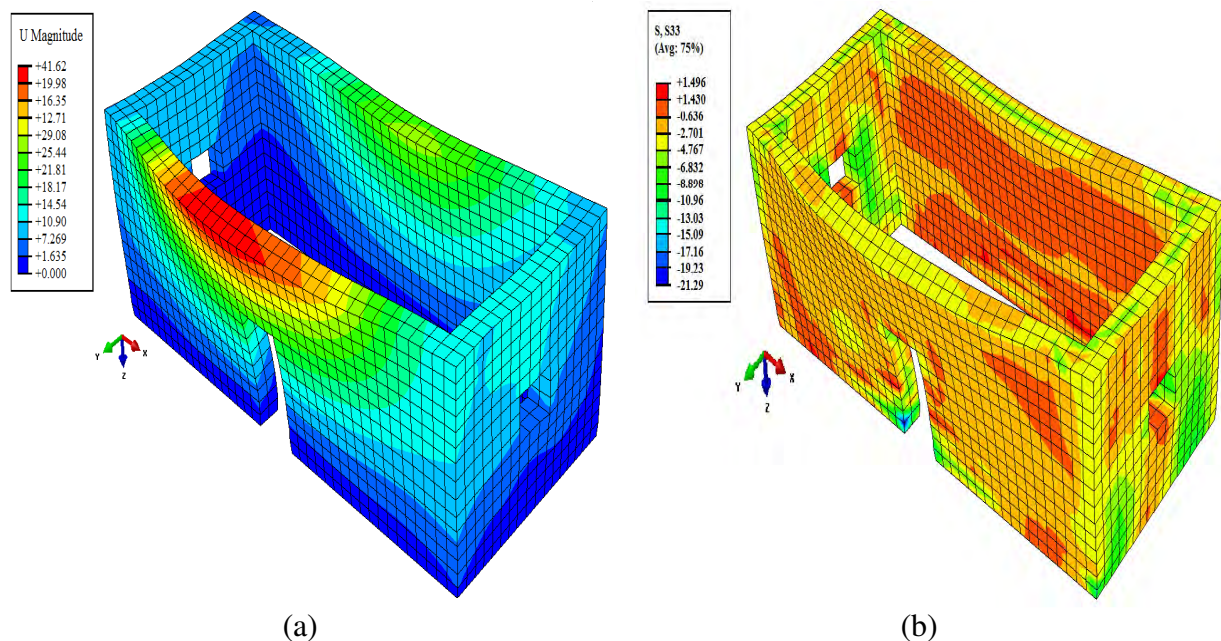 U Magnitude
+41.62
+19.98
+16.35
+12.71
+29.08
+25.44
+21.81
+18.17
+14.54
+10.90
+7.269
+1.635
+0.000
Y
X
Z
(a)
S, S33
(Avg: 75%)
+1.496
+1.430
-0.636
-2.701
-4.767
-6.832
-8.898
-10.96
-13.03
-15.09
-17.16
-19.23
-21.29
Y
X
Z
(b)